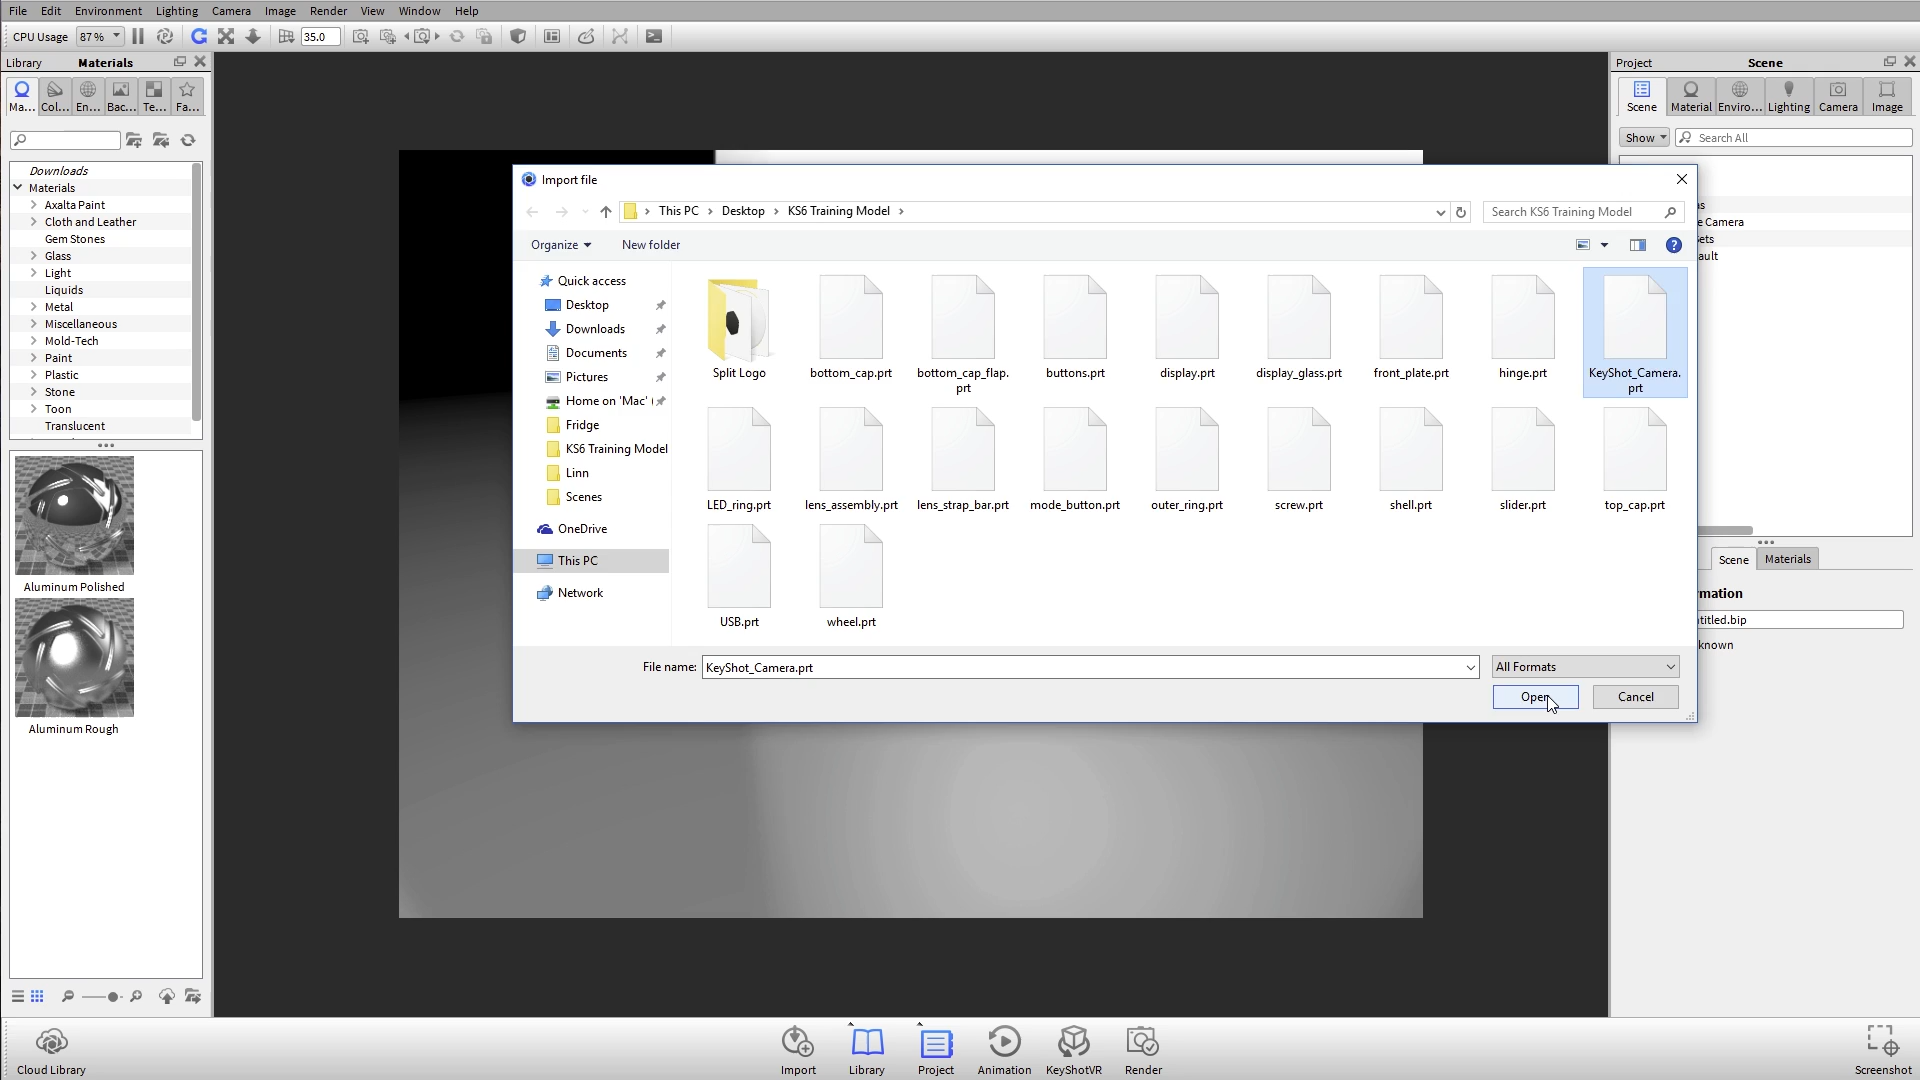 File Edit Environment Lighting Camera Image Render View Window Help
CPU Usage 87 % 35.0
Library Materials
Ma... Col... En... Bac... Te... Fa...
Downloads
Materials
Axalta Paint
Cloth and Leather
Gem Stones
Glass
Light
Liquids
Metal
Miscellaneous
Mold-Tech
Paint
Plastic
Stone
Toon
Translucent
Aluminum Polished
Aluminum Rough
Import file
This PC > Desktop > KS6 Training Model >
Search KS6 Training Model
Organize New folder
Quick access
Desktop
Downloads
Documents
Pictures
Home on 'Mac' (
Fridge
KS6 Training Model
Linn
Scenes
OneDrive
This PC
Network
Split Logo bottom_cap.prt bottom_cap_flap.prt buttons.prt display.prt display_glass.prt front_plate.prt hinge.prt KeyShot_Camera.prt
LED_ring.prt lens_assembly.prt lens_strap_bar.prt mode_button.prt outer_ring.prt screw.prt shell.prt slider.prt top_cap.prt
USB.prt wheel.prt
File name: KeyShot_Camera.prt All Formats
Open Cancel
Project Scene
Scene Material Enviro... Lighting Camera Image
Show Search All
as
e Camera
Sets
ault
Scene Materials
mation
ntitled.bip
known
Cloud Library Import Library Project Animation KeyShotVR Render Screenshot